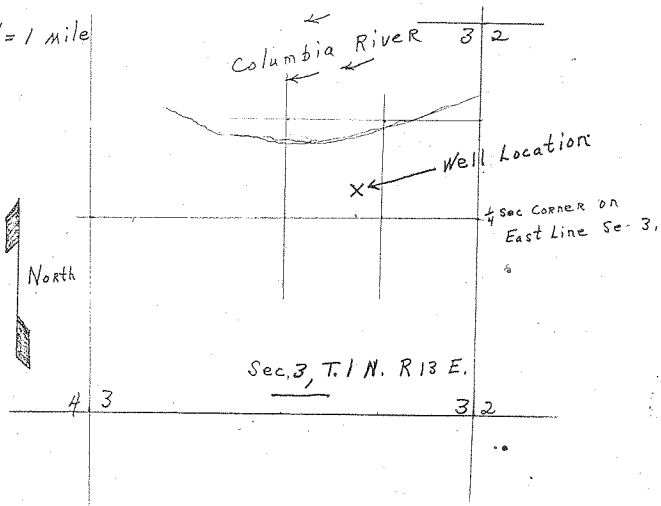 = 1 mile
Columbia River
3 2
Well Location
1/4 Sec Corner on
East Line Se- 3,
North
Sec. 3, T. 1 N. R 13 E.
4 3
3 2